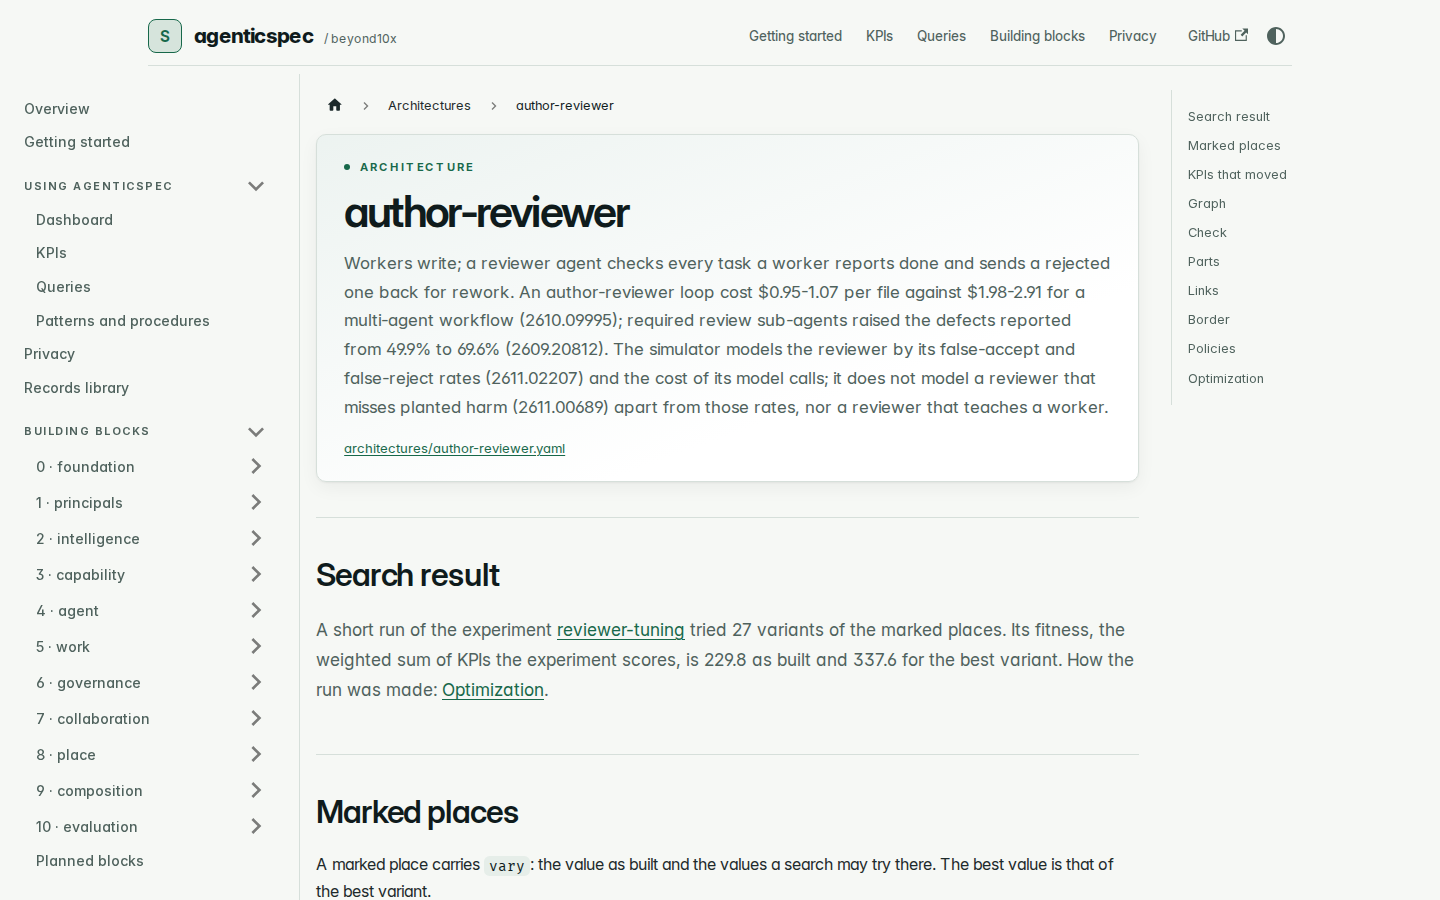 S agenticspec / beyond10x Getting started KPIs Queries Building blocks Privacy GitHub
Overview
Getting started
USING AGENTICSPEC
Dashboard
KPIs
Queries
Patterns and procedures
Privacy
Records library
BUILDING BLOCKS
0 · foundation
1 · principals
2 · intelligence
3 · capability
4 · agent
5 · work
6 · governance
7 · collaboration
8 · place
9 · composition
10 · evaluation
Planned blocks
Architectures author-reviewer
ARCHITECTURE
author-reviewer
Workers write; a reviewer agent checks every task a worker reports done and sends a rejected
one back for rework. An author-reviewer loop cost $0.95-1.07 per file against $1.98-2.91 for a
multi-agent workflow (2610.09995); required review sub-agents raised the defects reported
from 49.9% to 69.6% (2609.20812). The simulator models the reviewer by its false-accept and
false-reject rates (2611.02207) and the cost of its model calls; it does not model a reviewer that
misses planted harm (2611.00689) apart from those rates, nor a reviewer that teaches a worker.
architectures/author-reviewer.yaml
Search result
A short run of the experiment reviewer-tuning tried 27 variants of the marked places. Its fitness, the
weighted sum of KPIs the experiment scores, is 229.8 as built and 337.6 for the best variant. How the
run was made: Optimization.
Marked places
A marked place carries vary: the value as built and the values a search may try there. The best value is that of
the best variant.
Search result
Marked places
KPIs that moved
Graph
Check
Parts
Links
Border
Policies
Optimization